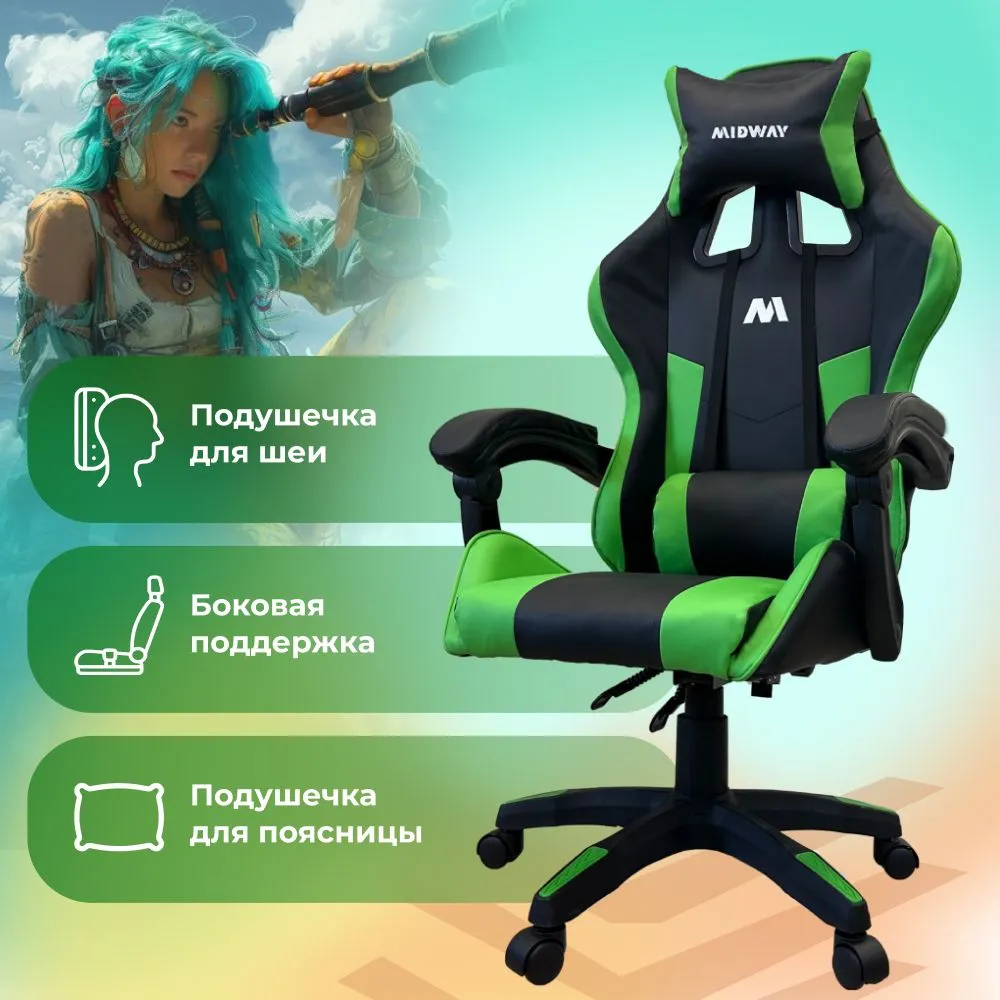 MIDWAY
M
Подушечка
для шеи
Боковая
поддержка
Подушечка
для поясницы